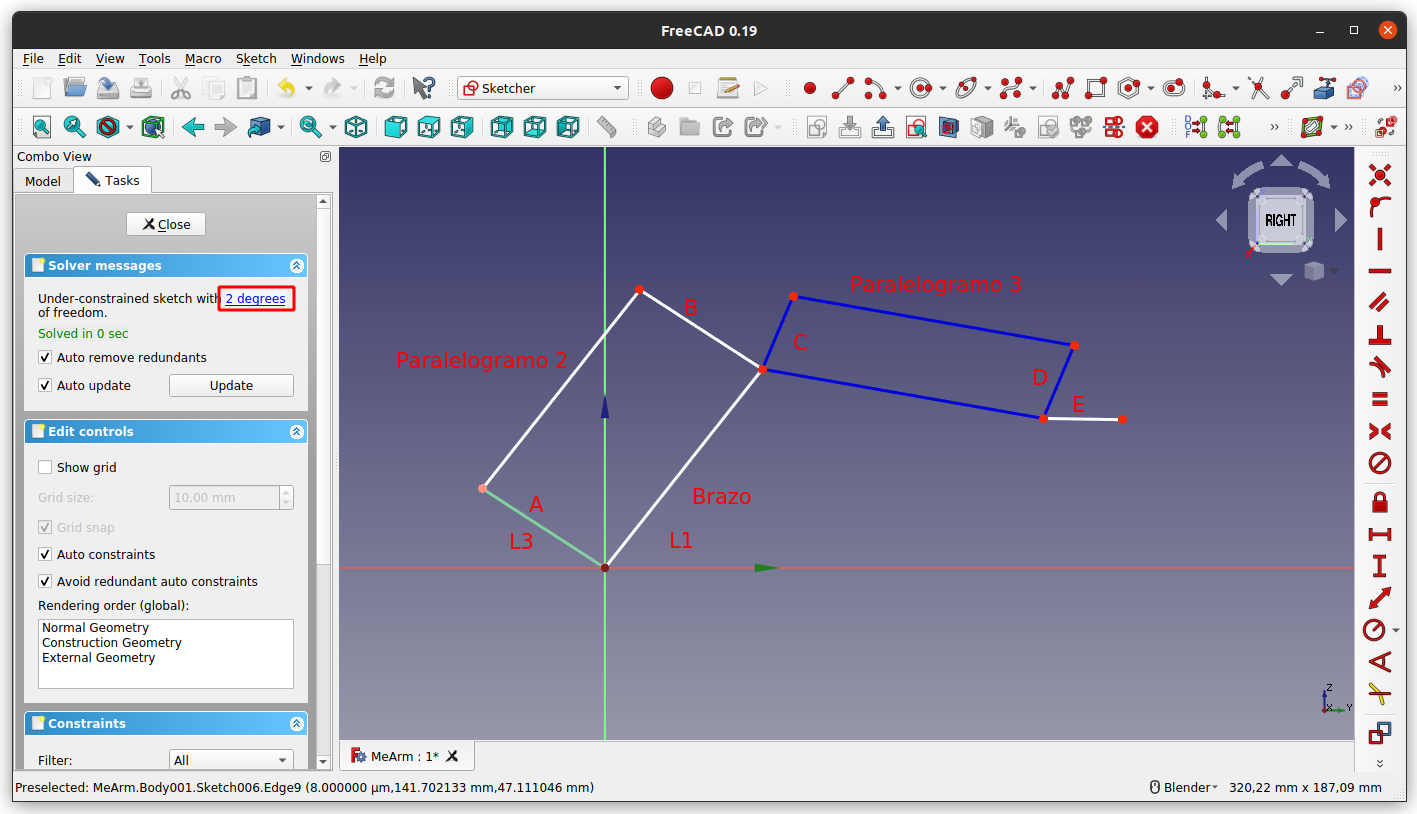 FreeCAD 0.19
File Edit View Tools Macro Sketch Windows Help
Sketcher
»
DOF
» »
Combo View
Model Tasks
Close
Solver messages
Under-constrained sketch with 2 degrees
of freedom.
Solved in 0 sec
Auto remove redundants
Auto update Update
Edit controls
Show grid
Grid size: 10,00 mm
Grid snap
Auto constraints
Avoid redundant auto constraints
Rendering order (global):
Normal Geometry
Construction Geometry
External Geometry
Constraints
Filter: All
RIGHT
X
Paralelogramo 3
B
C
Paralelogramo 2
D
E
A
Brazo
L3
L1
Z
X
Y
MeArm : 1*
Preselected: MeArm.Body001.Sketch006.Edge9 (8.000000 µm,141.702133 mm,47.111046 mm)
Blender 320,22 mm x 187,09 mm